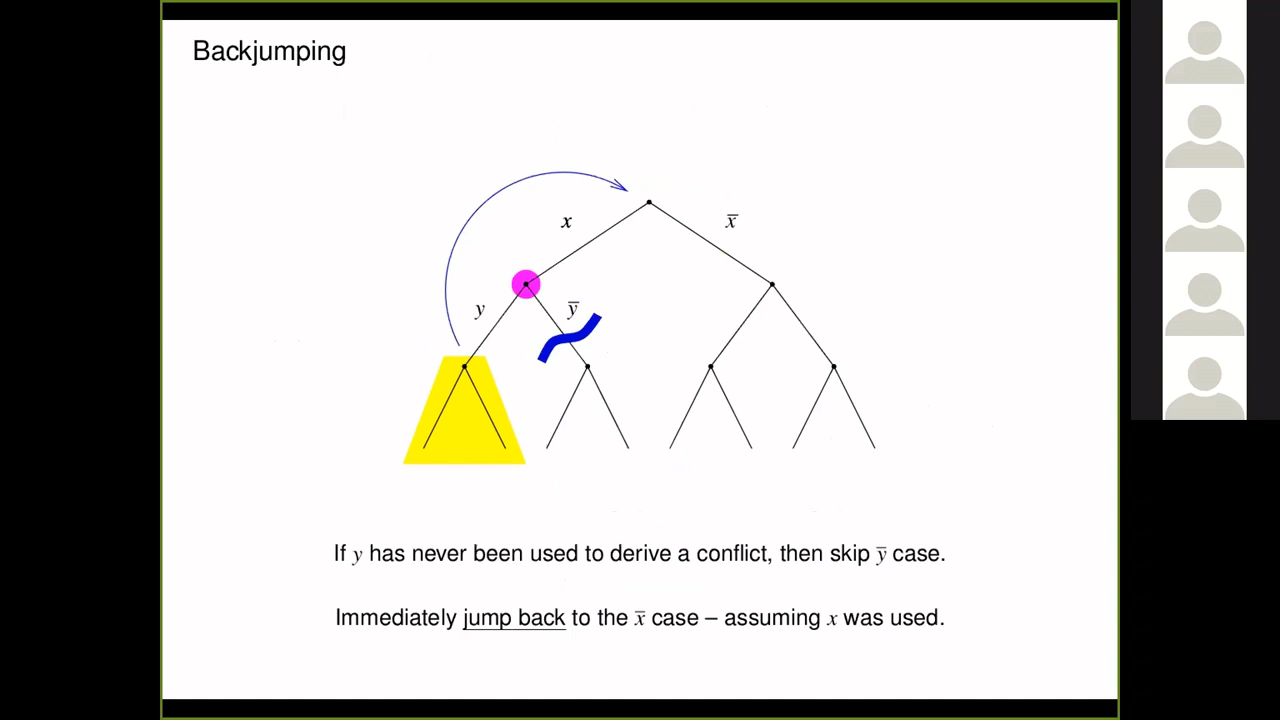 Backjumping
x
x̅
y
y̅
If y has never been used to derive a conflict, then skip y̅ case.
Immediately jump back to the x̅ case – assuming x was used.